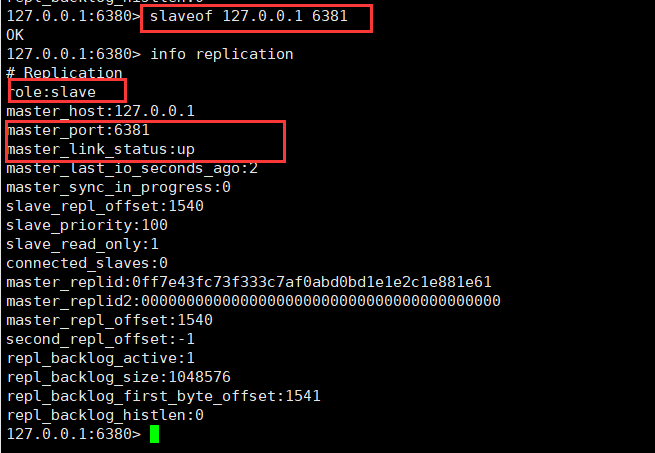 repl_backlog_histlen:0
127.0.0.1:6380> slaveof 127.0.0.1 6381
OK
127.0.0.1:6380> info replication
# Replication
role:slave
master_host:127.0.0.1
master_port:6381
master_link_status:up
master_last_io_seconds_ago:2
master_sync_in_progress:0
slave_repl_offset:1540
slave_priority:100
slave_read_only:1
connected_slaves:0
master_replid:0ff7e43fc73f333c7af0abd0bd1e1e2c1e881e61
master_replid2:0000000000000000000000000000000000000000
master_repl_offset:1540
second_repl_offset:-1
repl_backlog_active:1
repl_backlog_size:1048576
repl_backlog_first_byte_offset:1541
repl_backlog_histlen:0
127.0.0.1:6380>